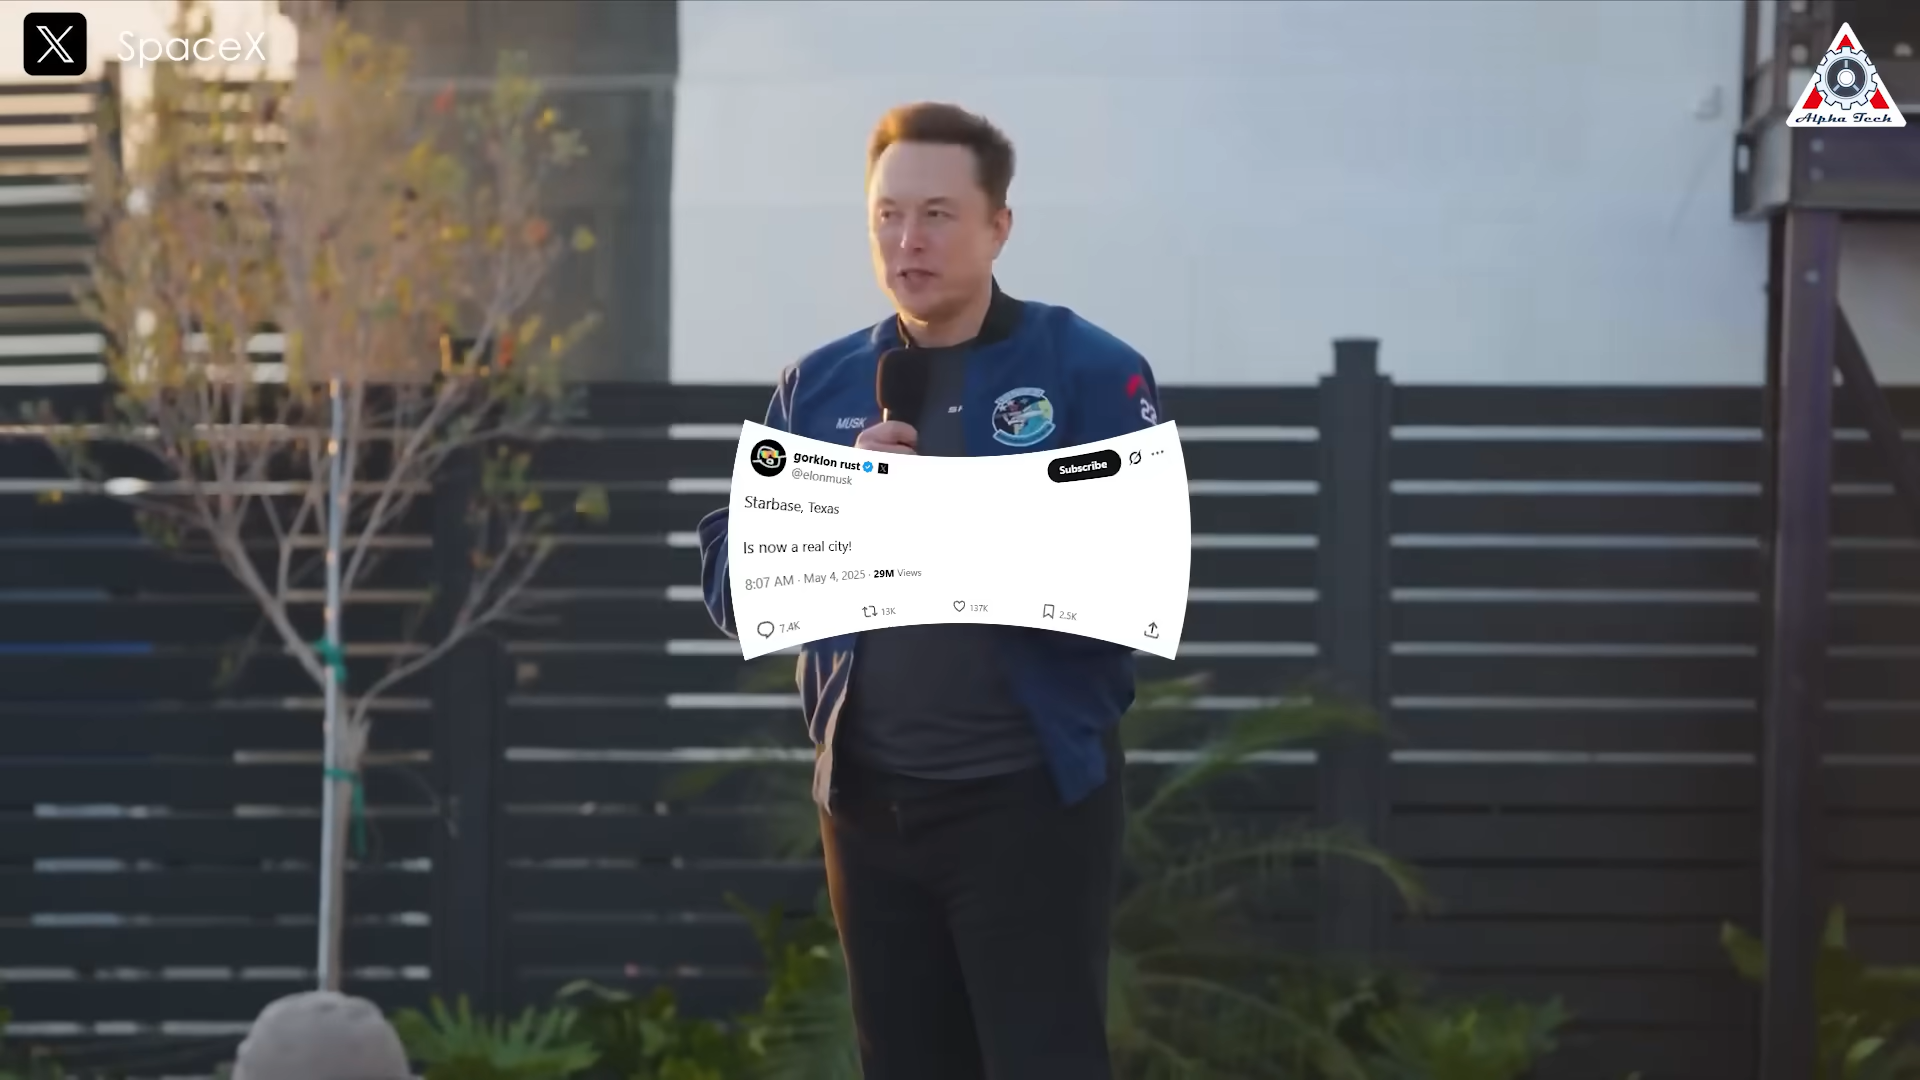 SpaceX
Alpha Tech
MUSK
gorklon rust
Subscribe
@elonmusk
Starbase, Texas
Is now a real city!
8:07 AM · May 4, 2025 · 29M Views
7.4K
13K
137K
2.5K